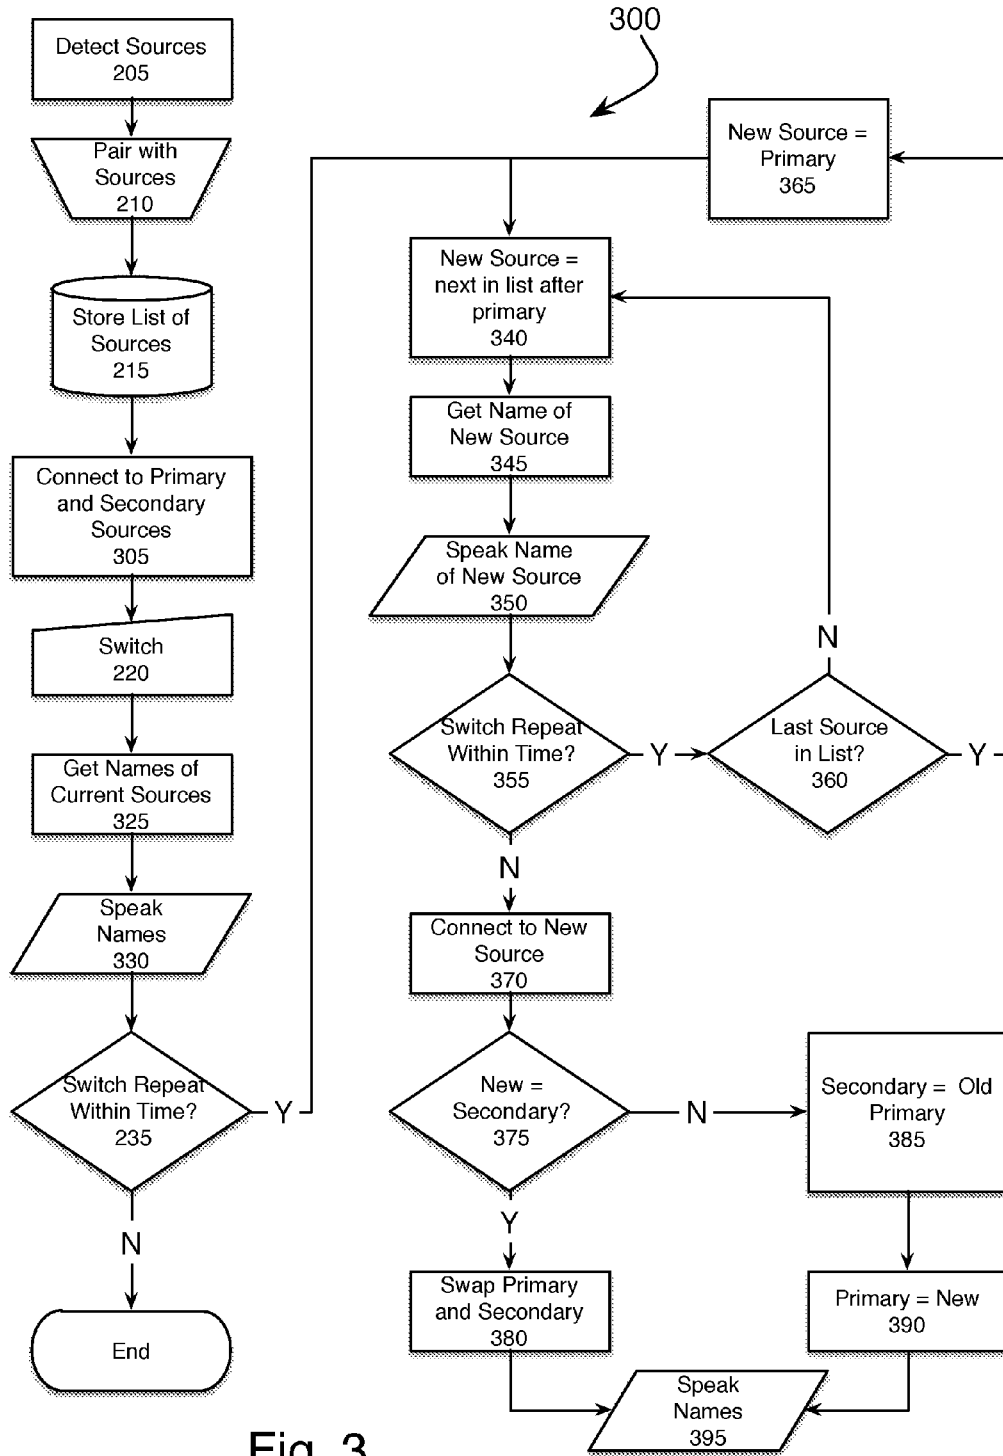 300
Detect Sources
205
Pair with
Sources
210
Store List of
Sources
215
Connect to Primary
and Secondary
Sources
305
Switch
220
Get Names of
Current Sources
325
Speak
Names
330
Switch Repeat
Within Time?
235
Y
N
End
New Source =
Primary
365
New Source =
next in list after
primary
340
Get Name of
New Source
345
Speak Name
of New Source
350
Switch Repeat
Within Time?
355
Y
N
Last Source
in List?
360
N
Y
Connect to New
Source
370
New =
Secondary?
375
N
Y
Secondary = Old
Primary
385
Swap Primary
and Secondary
380
Primary = New
390
Speak
Names
395
Fig. 3